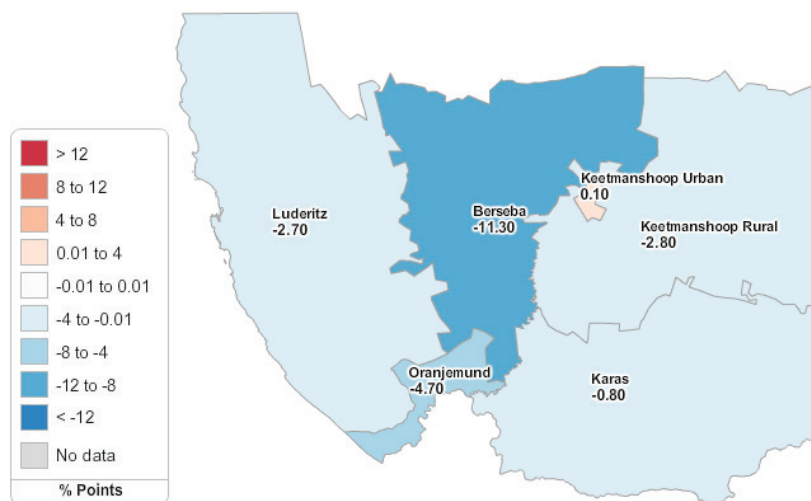 > 12
8 to 12
4 to 8
0.01 to 4
-0.01 to 0.01
-4 to -0.01
-8 to -4
-12 to -8
< -12
No data
% Points
Luderitz
-2.70
Berseba
-11.30
Keetmanshoop Urban
0.10
Keetmanshoop Rural
-2.80
Oranjemund
-4.70
Karas
-0.80